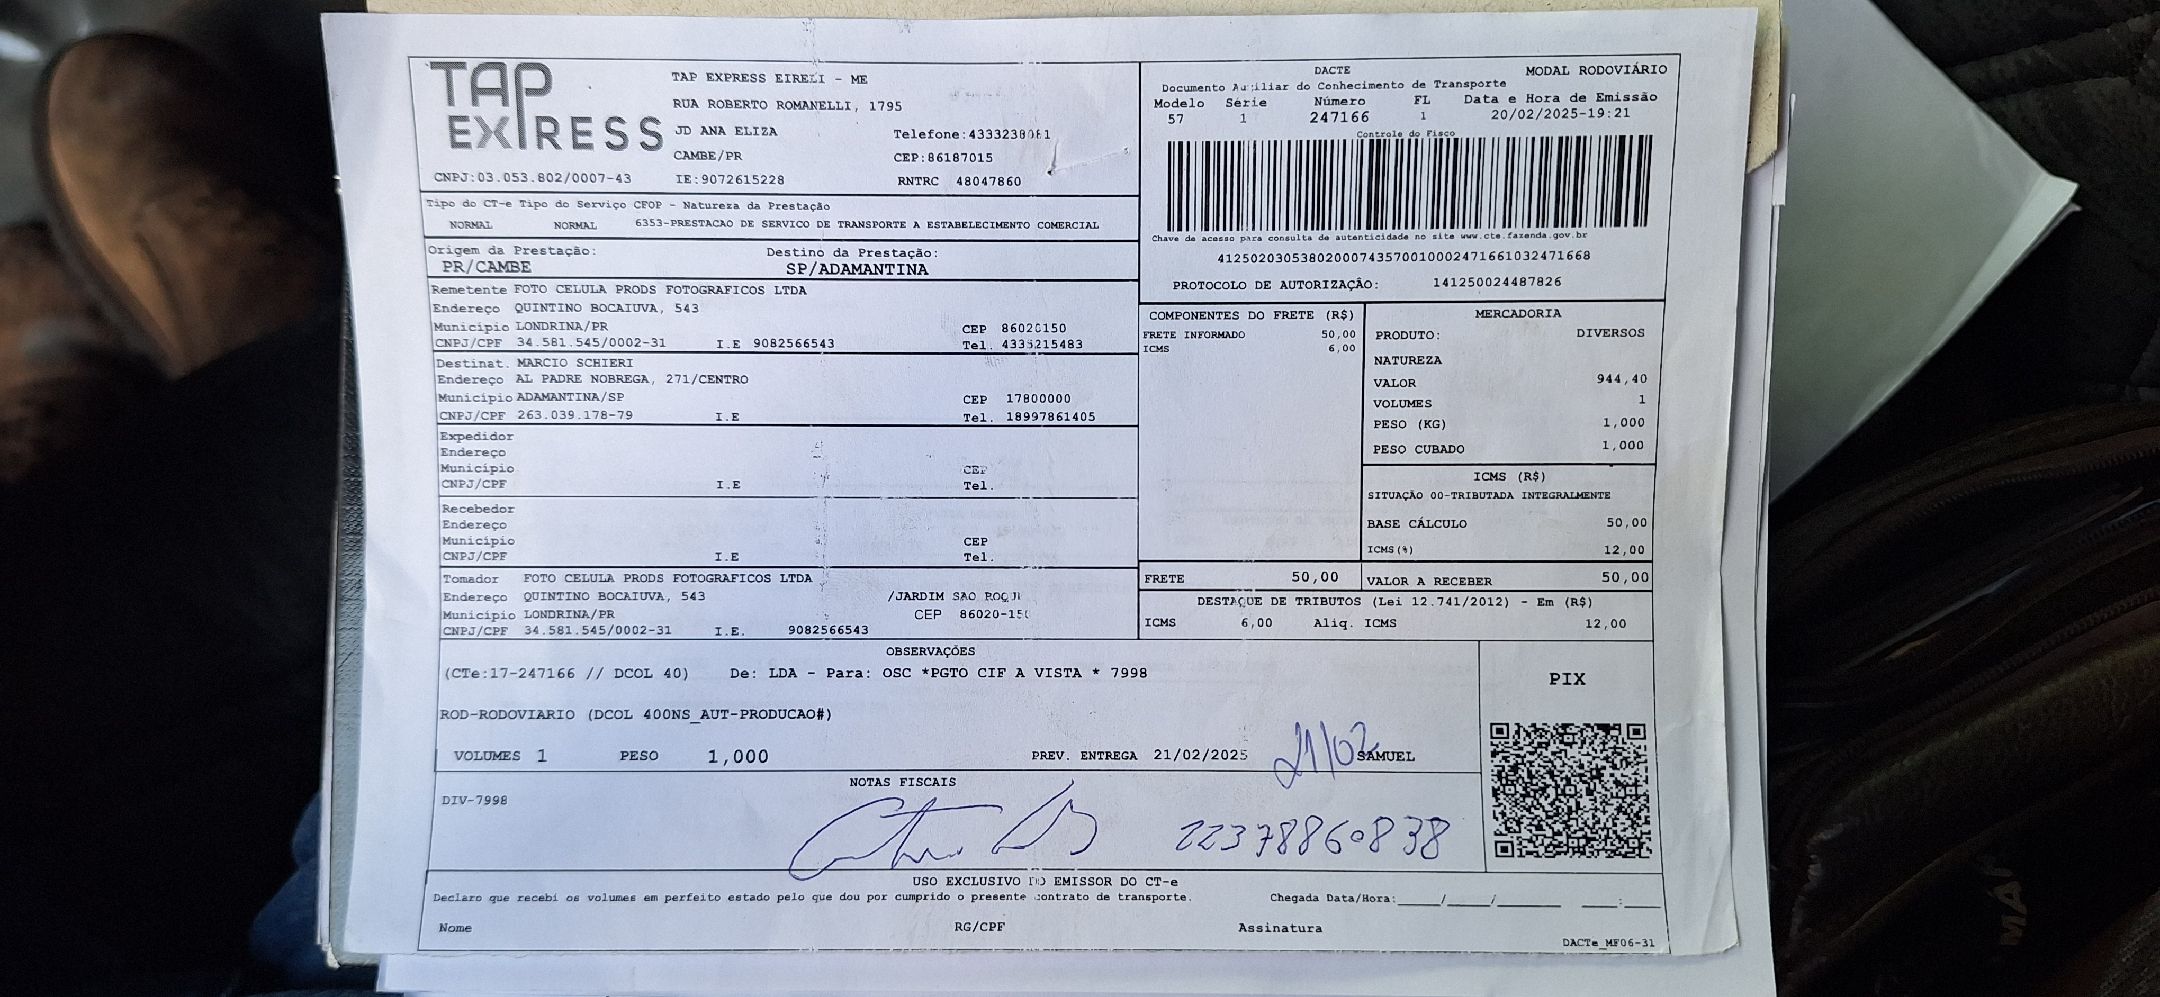 TAP EXPRESS
TAP EXPRESS EIRELI - ME
RUA ROBERTO ROMANELLI, 1795
JD ANA ELIZA Telefone:4333238081
CAMBE/PR CEP:86187015
CNPJ:03.053.802/0007-43 IE:9072615228 RNTRC 48047860
DACTE MODAL RODOVIÁRIO
Documento Auxiliar do Conhecimento de Transporte
Modelo Série Número FL Data e Hora de Emissão
57 1 247166 1 20/02/2025-19:21
Controle do Fisco
Chave de acesso para consulta de autenticidade no site www.cte.fazenda.gov.br
41250203053802000743570010002471661032471668
PROTOCOLO DE AUTORIZAÇÃO: 141250024487826
Tipo do CT-e Tipo do Serviço CFOP - Natureza da Prestação
NORMAL NORMAL 6353-PRESTACAO DE SERVICO DE TRANSPORTE A ESTABELECIMENTO COMERCIAL
Origem da Prestação: Destino da Prestação:
PR/CAMBE SP/ADAMANTINA
Remetente FOTO CELULA PRODS FOTOGRAFICOS LTDA
Endereço QUINTINO BOCAIUVA, 543
Município LONDRINA/PR CEP 86020150
CNPJ/CPF 34.581.545/0002-31 I.E 9082566543 Tel. 4333215483
Destinat. MARCIO SCHIERI
Endereço AL PADRE NOBREGA, 271/CENTRO
Município ADAMANTINA/SP CEP 17800000
CNPJ/CPF 263.039.178-79 I.E Tel. 18997861405
Expedidor
Endereço
Município CEP
CNPJ/CPF I.E Tel.
Recebedor
Endereço
Município CEP
CNPJ/CPF I.E Tel.
Tomador FOTO CELULA PRODS FOTOGRAFICOS LTDA
Endereço QUINTINO BOCAIUVA, 543 /JARDIM SAO ROQU
Município LONDRINA/PR CEP 86020-150
CNPJ/CPF 34.581.545/0002-31 I.E. 9082566543
COMPONENTES DO FRETE (R$)
FRETE INFORMADO 50,00
ICMS 6,00
MERCADORIA
PRODUTO: DIVERSOS
NATUREZA
VALOR 944,40
VOLUMES 1
PESO (KG) 1,000
PESO CUBADO 1,000
ICMS (R$)
SITUAÇÃO 00-TRIBUTADA INTEGRALMENTE
BASE CÁLCULO 50,00
ICMS(%) 12,00
FRETE 50,00 VALOR A RECEBER 50,00
DESTAQUE DE TRIBUTOS (Lei 12.741/2012) - Em (R$)
ICMS 6,00 Aliq. ICMS 12,00
OBSERVAÇÕES
(CTe:17-247166 // DCOL 40) De: LDA - Para: OSC *PGTO CIF A VISTA * 7998
ROD-RODOVIARIO (DCOL 400NS_AUT-PRODUCAO#)
VOLUMES 1 PESO 1,000 PREV. ENTREGA 21/02/2025 21/02 SAMUEL
PIX
NOTAS FISCAIS
DIV-7998
22378860838
USO EXCLUSIVO DO EMISSOR DO CT-e
Declaro que recebi os volumes em perfeito estado pelo que dou por cumprido o presente contrato de transporte. Chegada Data/Hora:_____/_____/_______ ____:____
Nome RG/CPF Assinatura
DACTe_MF06-31